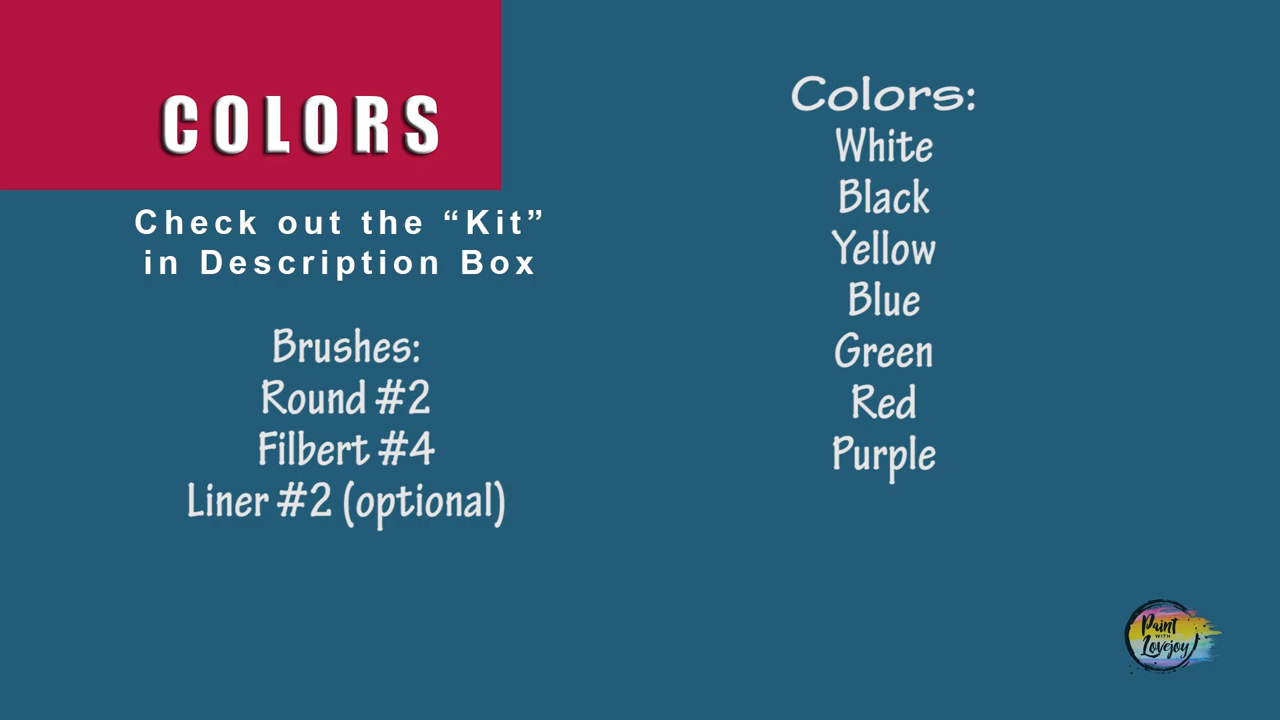 COLORS
Check out the “Kit”
in Description Box
Brushes:
Round #2
Filbert #4
Liner #2 (optional)
Colors:
White
Black
Yellow
Blue
Green
Red
Purple
Paint
WITH
Lovejoy